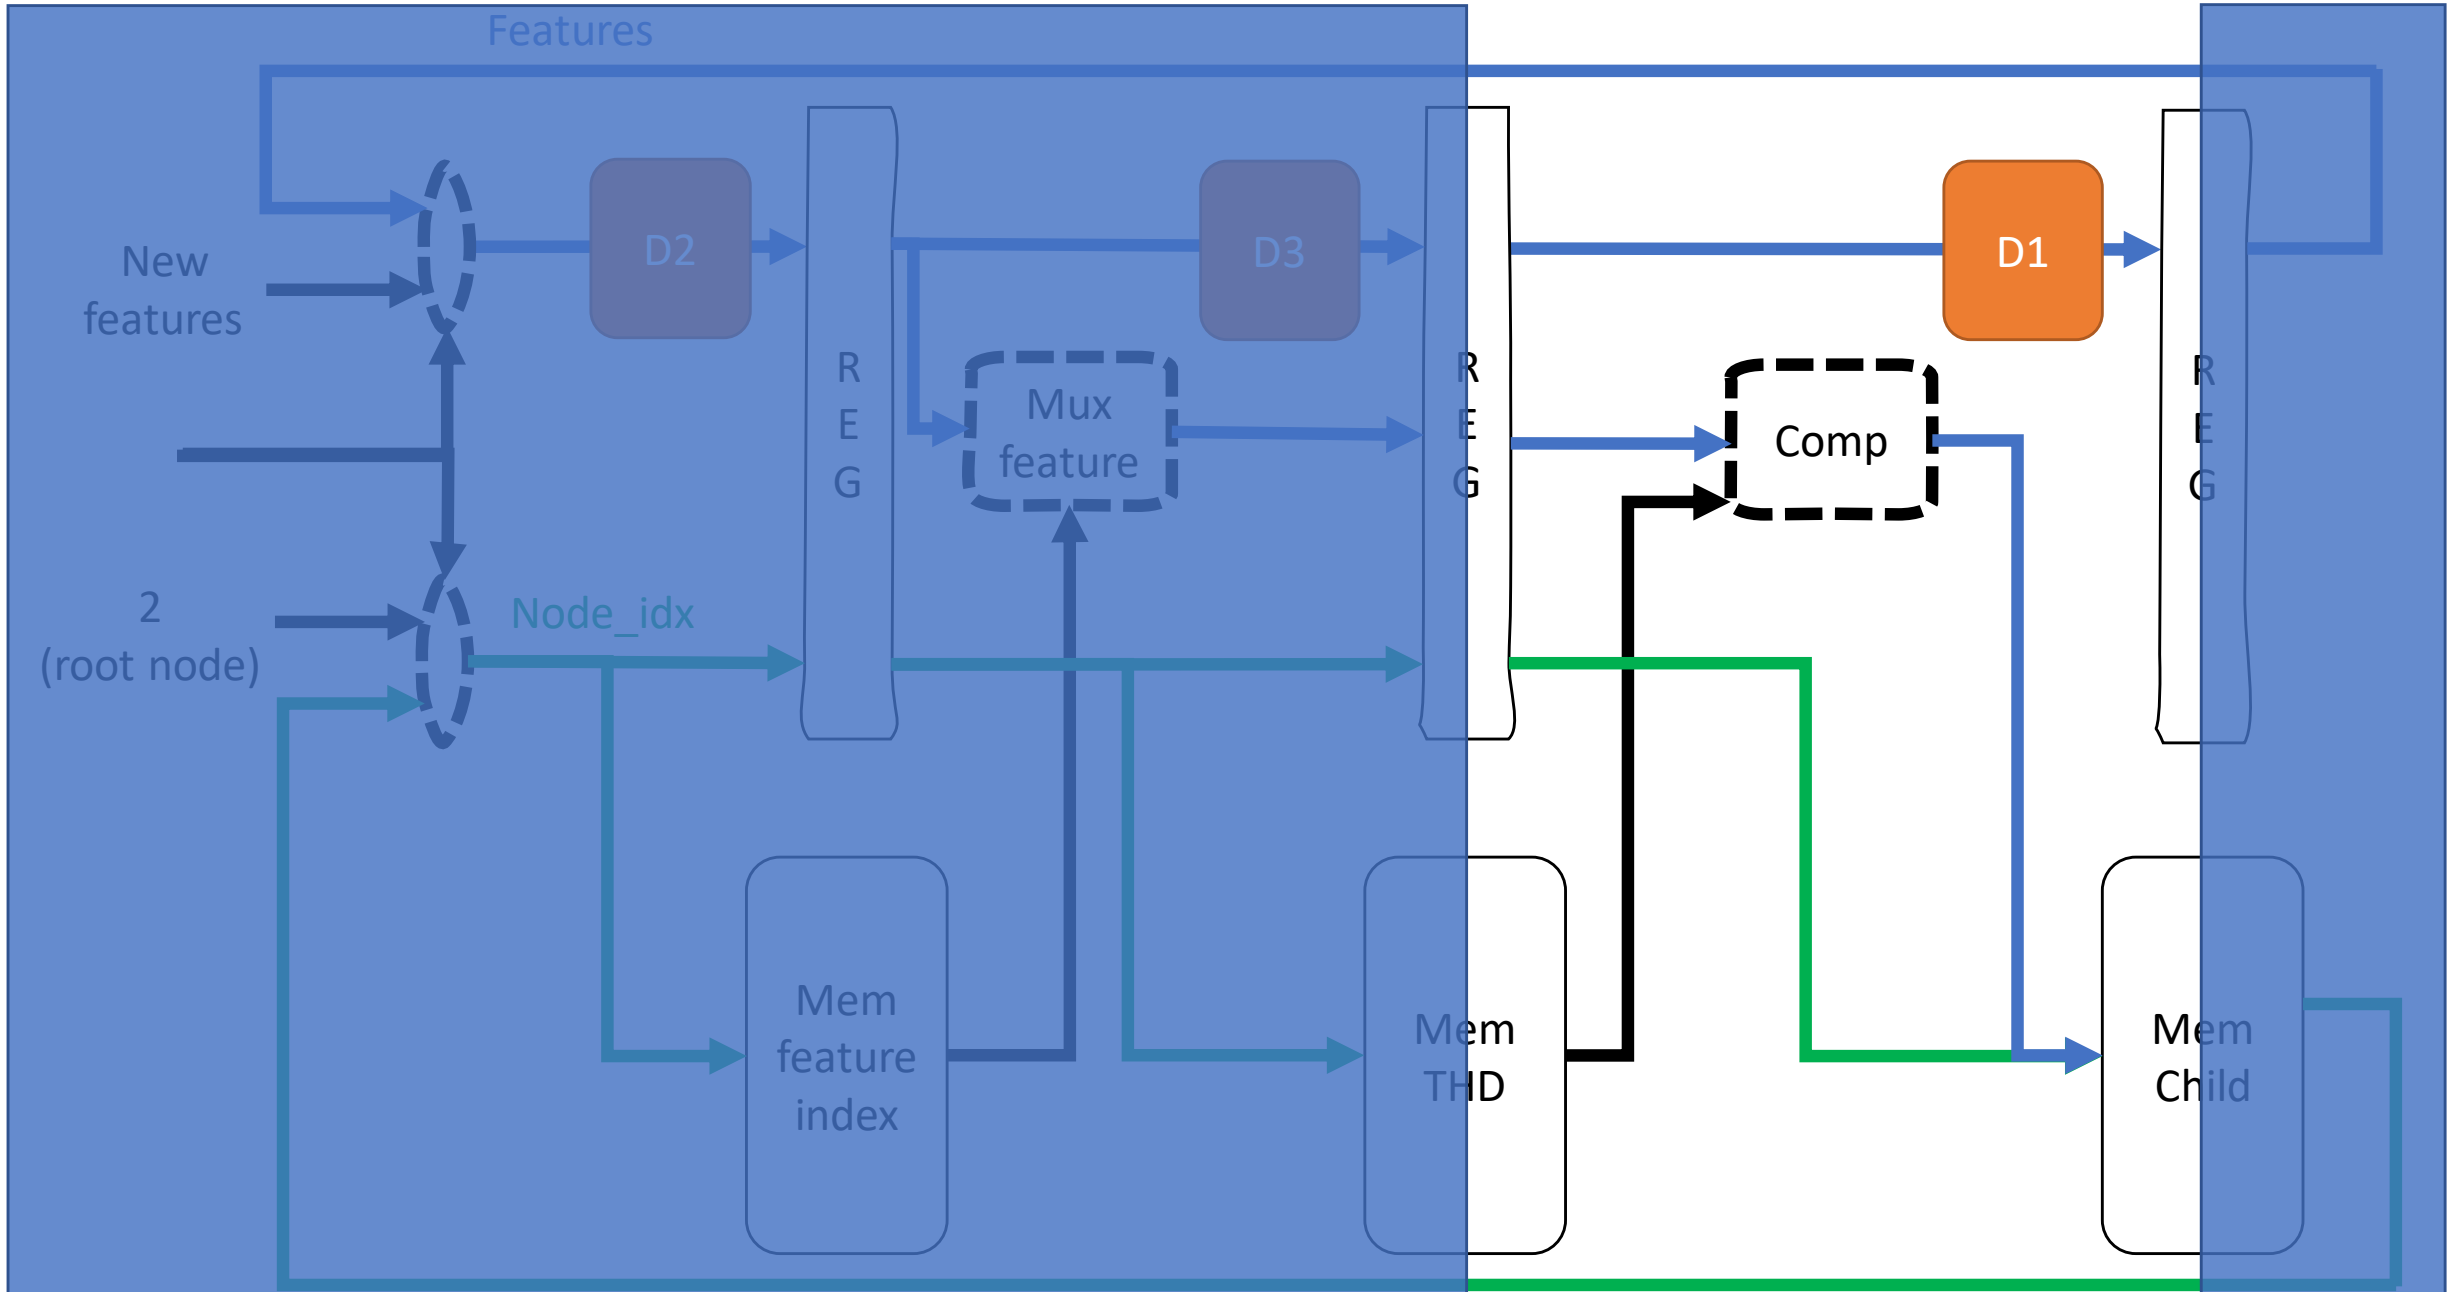 Features
New
features
D2
D3
D1
R
E
G
Mux
feature
R
E
G
Comp
R
E
G
2
(root node)
Node_idx
Mem
feature
index
Mem
THD
Mem
Child